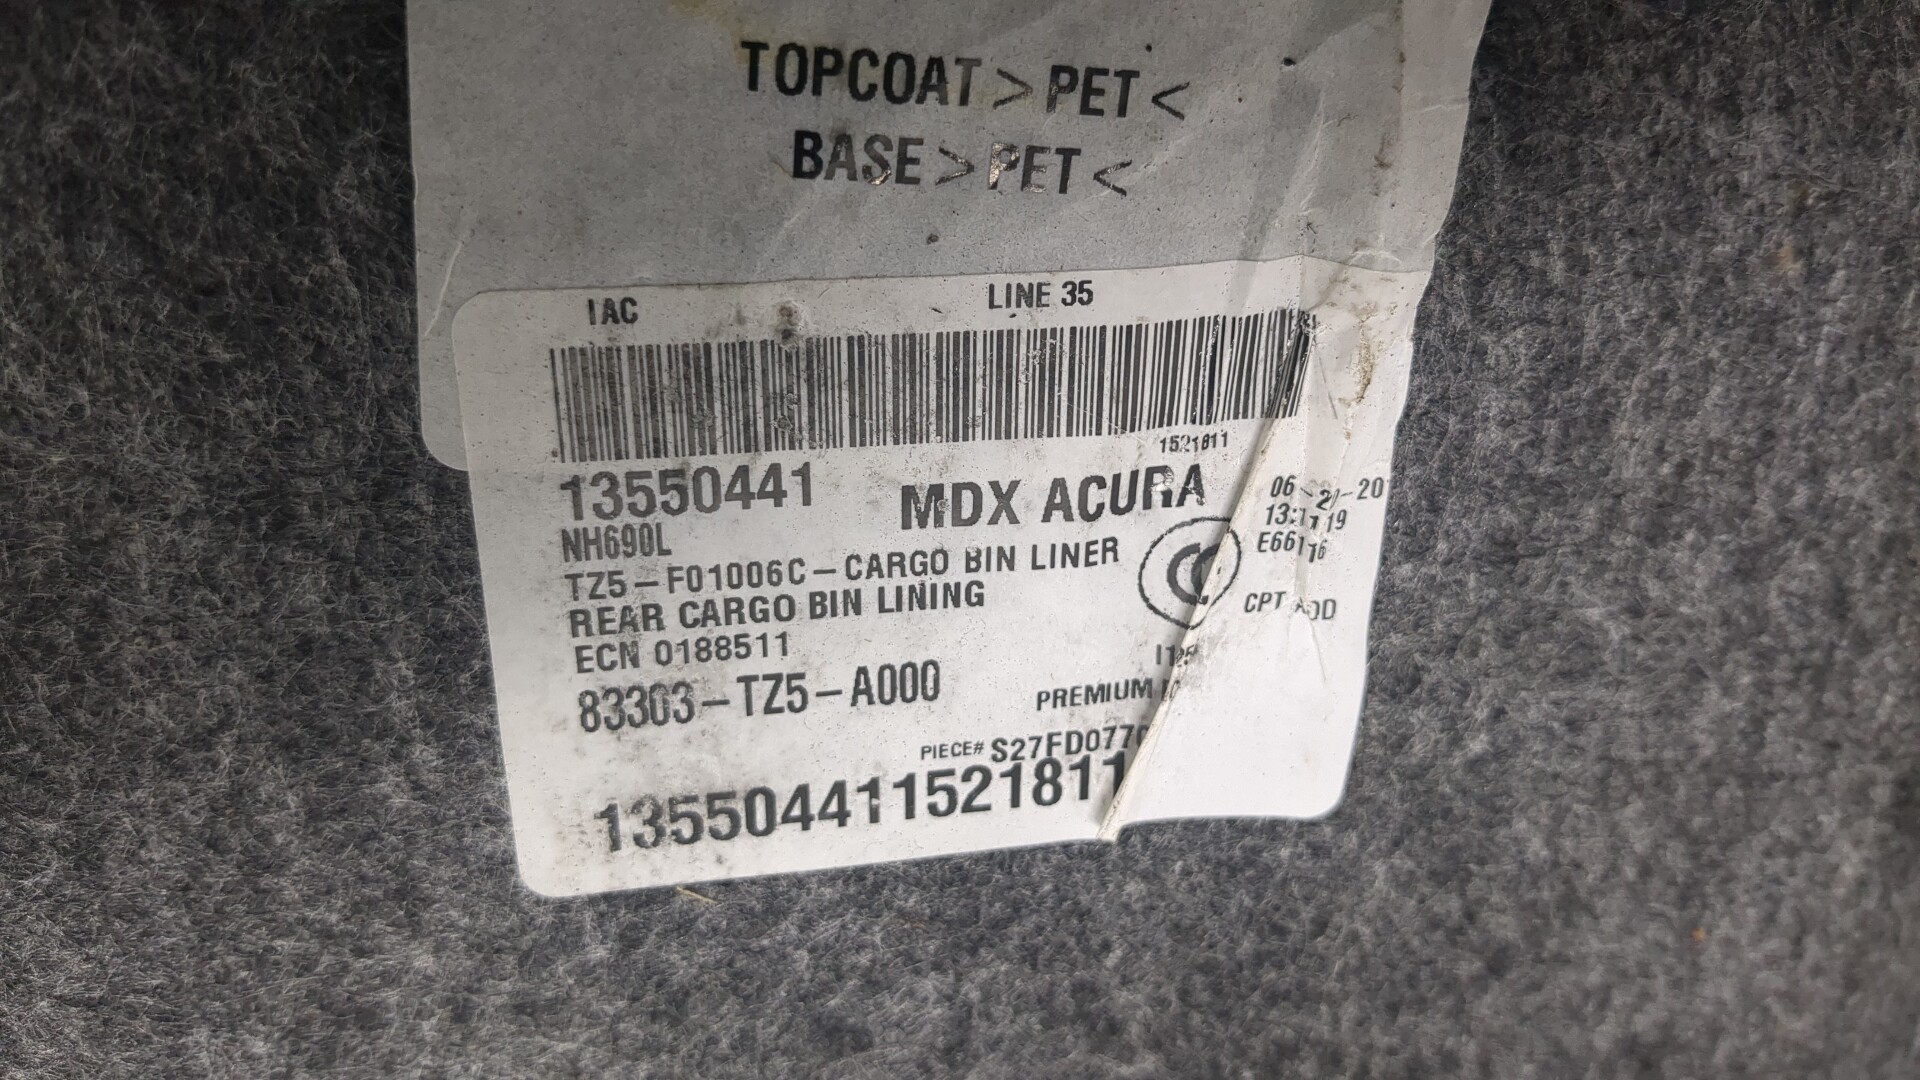 TOPCOAT > PET <
BASE > PET <
IAC LINE 35
1521811
13550441 MDX ACURA
NH690L
TZ5-F01006C-CARGO BIN LINER
REAR CARGO BIN LINING
ECN 0188511
CPT
83303-TZ5-A000
PREMIUM
PIECE#
135504411521811